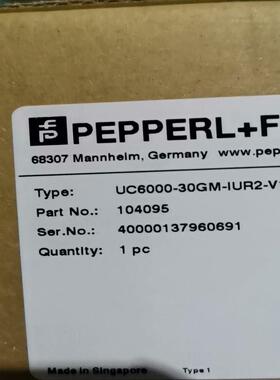 PEPPERL+F
68307 Mannheim, Germany www.pep
Type: UC6000-30GM-IUR2-V
Part No.: 104095
Ser.No.: 40000137960691
Quantity: 1 pc
Made in Singapore Type 1